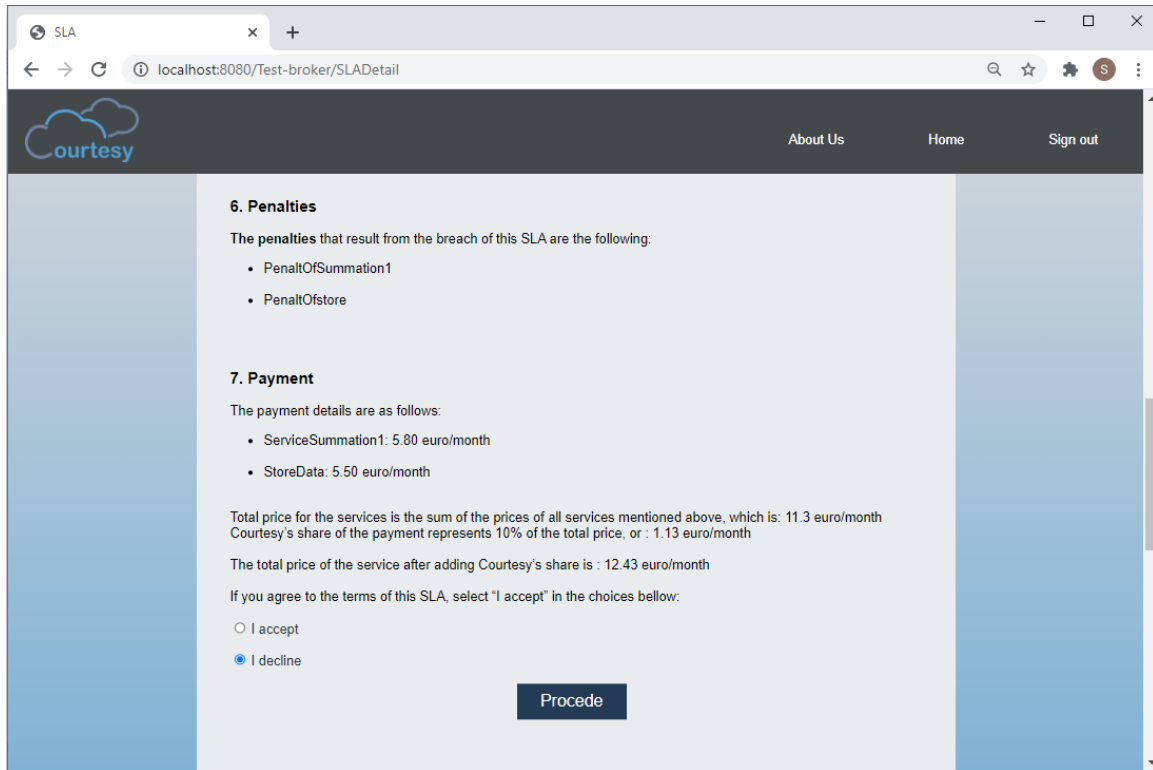 SLA
localhost:8080/Test-broker/SLADetail
S
Courtesy
About Us Home Sign out
6. Penalties
The penalties that result from the breach of this SLA are the following:
• PenaltOfSummation1
• PenaltOfstore
7. Payment
The payment details are as follows:
• ServiceSummation1: 5.80 euro/month
• StoreData: 5.50 euro/month
Total price for the services is the sum of the prices of all services mentioned above, which is: 11.3 euro/month
Courtesy’s share of the payment represents 10% of the total price, or : 1.13 euro/month
The total price of the service after adding Courtesy’s share is : 12.43 euro/month
If you agree to the terms of this SLA, select “I accept” in the choices bellow:
I accept
I decline
Procede